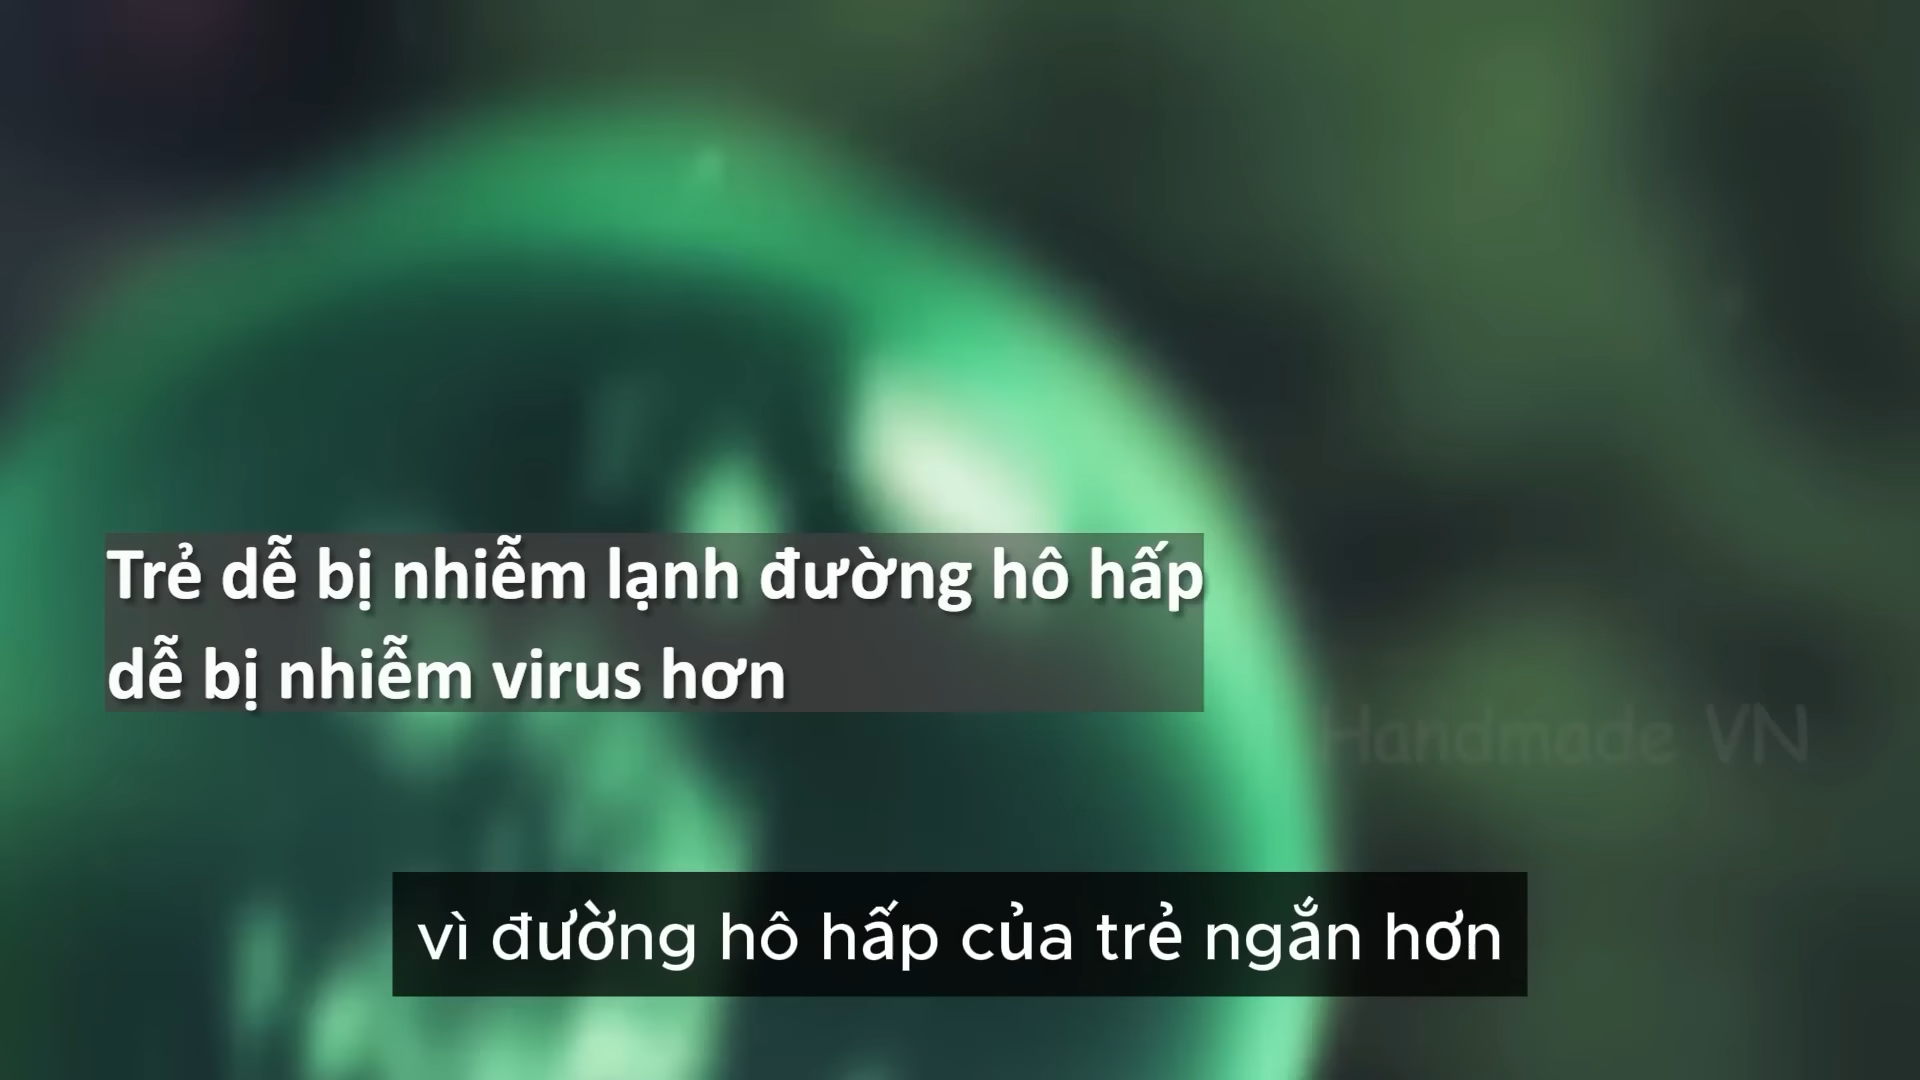 Trẻ dễ bị nhiễm lạnh đường hô hấp
dễ bị nhiễm virus hơn
Handmade VN
vì đường hô hấp của trẻ ngắn hơn